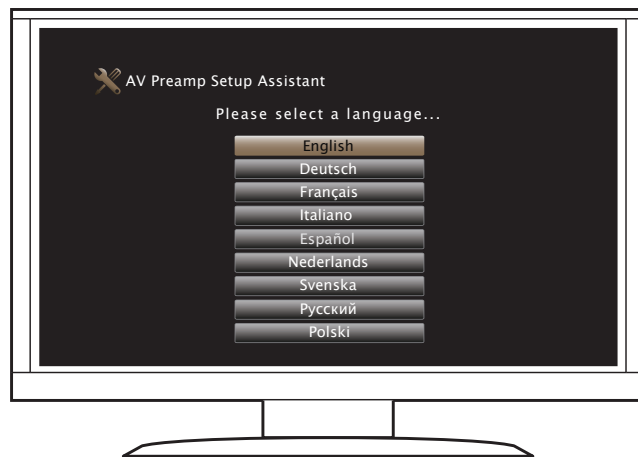 AV Preamp Setup Assistant
Please select a language...
English
Deutsch
Français
Italiano
Español
Nederlands
Svenska
Русский
Polski